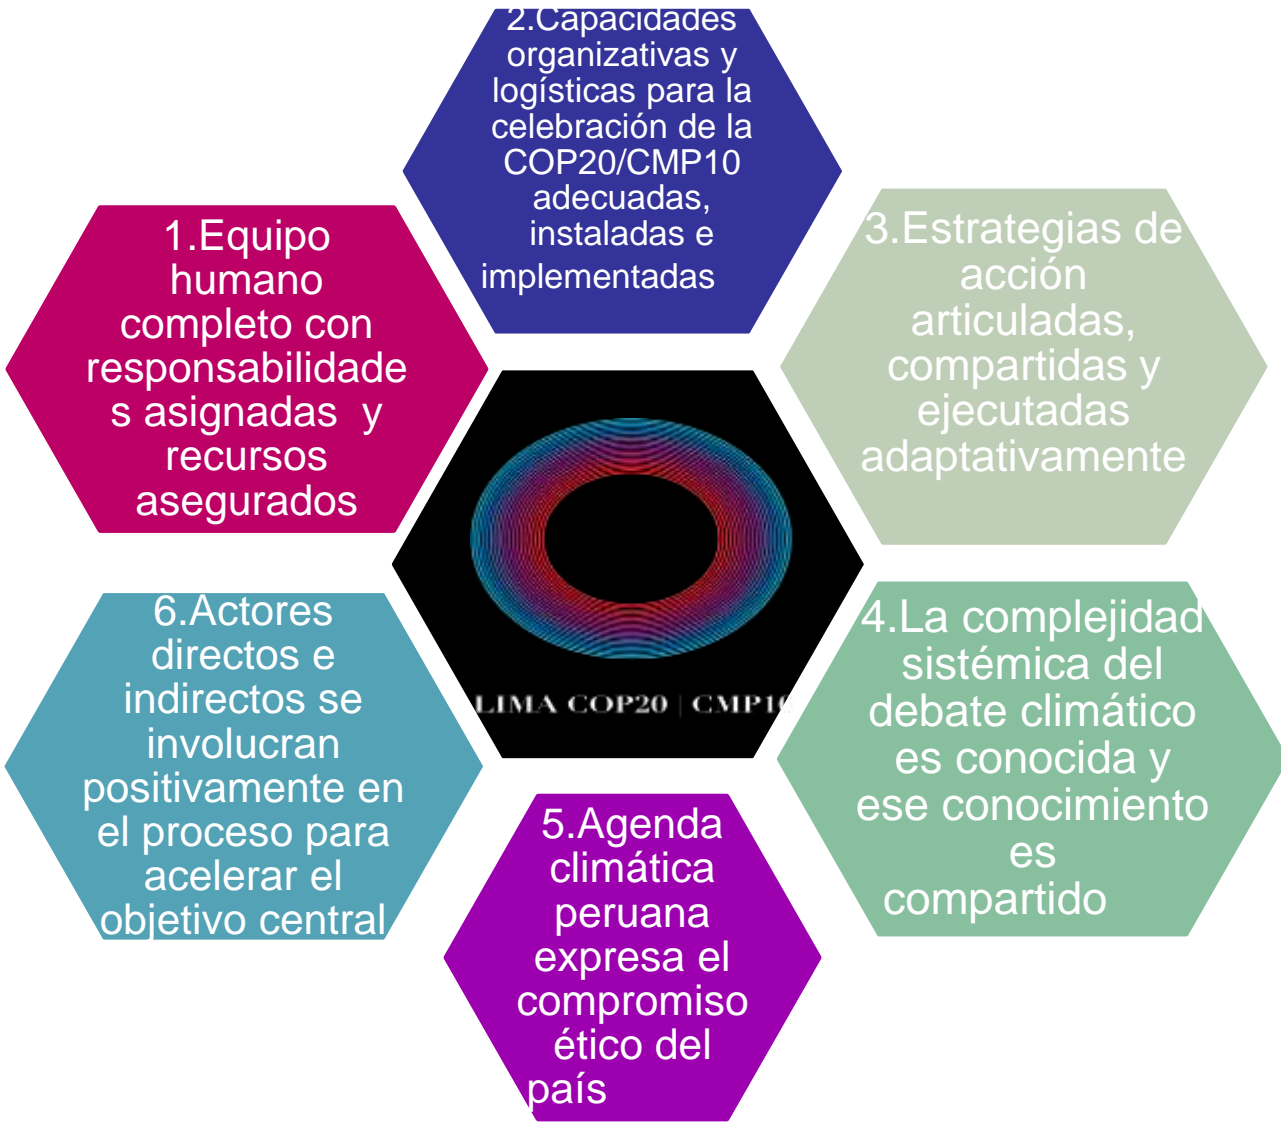 1.Equipo
humano
completo con
responsabilidade
s asignadas y
recursos
asegurados
2.Capacidades
organizativas y
logísticas para la
celebración de la
COP20/CMP10
adecuadas,
instaladas e
implementadas
3.Estrategias de
acción
articuladas,
compartidas y
ejecutadas
adaptativamente
4.La complejidad
sistémica del
debate climático
es conocida y
ese conocimiento
es
compartido
5.Agenda
climática
peruana
expresa el
compromiso
ético del
país
6.Actores
directos e
indirectos se
involucran
positivamente en
el proceso para
acelerar el
objetivo central
LIMA COP20 | CMP10